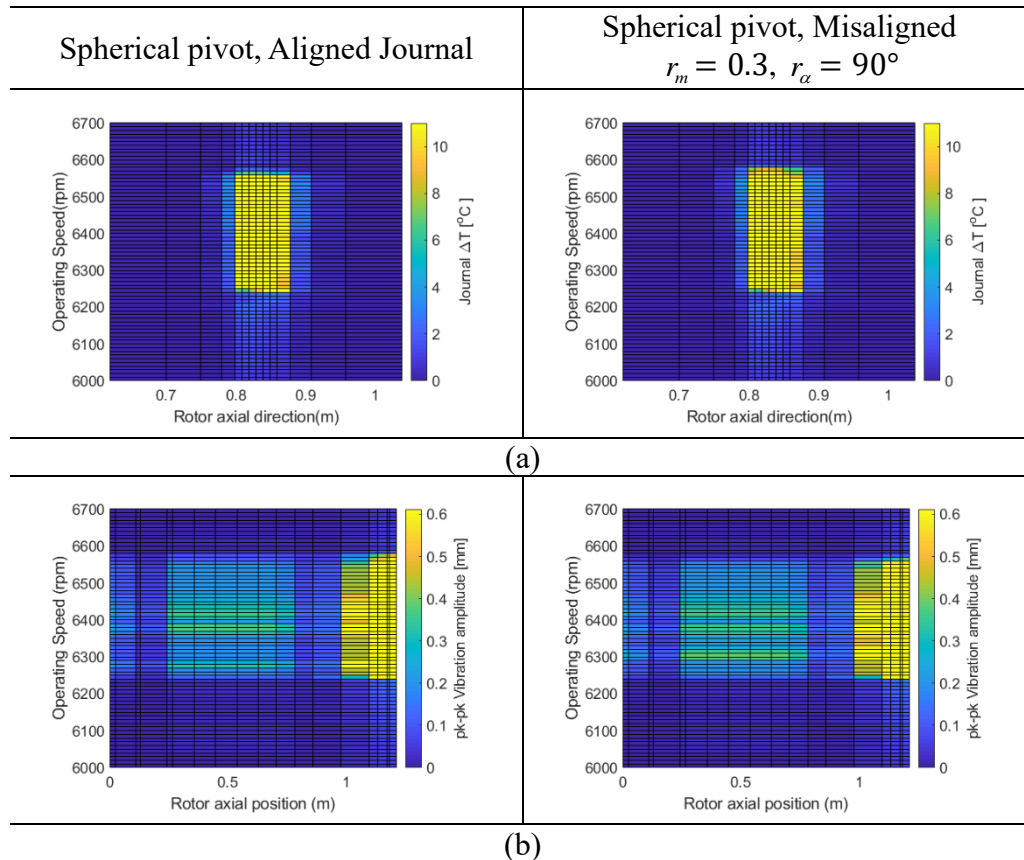 Spherical pivot, Aligned Journal
Spherical pivot, Misaligned
r_m = 0.3, r_α = 90°
6700
6600
6500
6400
6300
6200
6100
6000
Operating Speed(rpm)
0.7 0.8 0.9 1
Rotor axial direction(m)
10
8
6
4
2
0
Journal ΔT [°C ]
6700
6600
6500
6400
6300
6200
6100
6000
Operating Speed(rpm)
0.7 0.8 0.9 1
Rotor axial direction(m)
10
8
6
4
2
0
Journal ΔT [°C ]
(a)
6700
6600
6500
6400
6300
6200
6100
6000
Operating Speed (rpm)
0 0.5 1
Rotor axial position (m)
0.6
0.5
0.4
0.3
0.2
0.1
0
pk-pk Vibration amplitude [mm]
6700
6600
6500
6400
6300
6200
6100
6000
Operating Speed (rpm)
0 0.5 1
Rotor axial position (m)
0.6
0.5
0.4
0.3
0.2
0.1
0
pk-pk Vibration amplitude [mm]
(b)